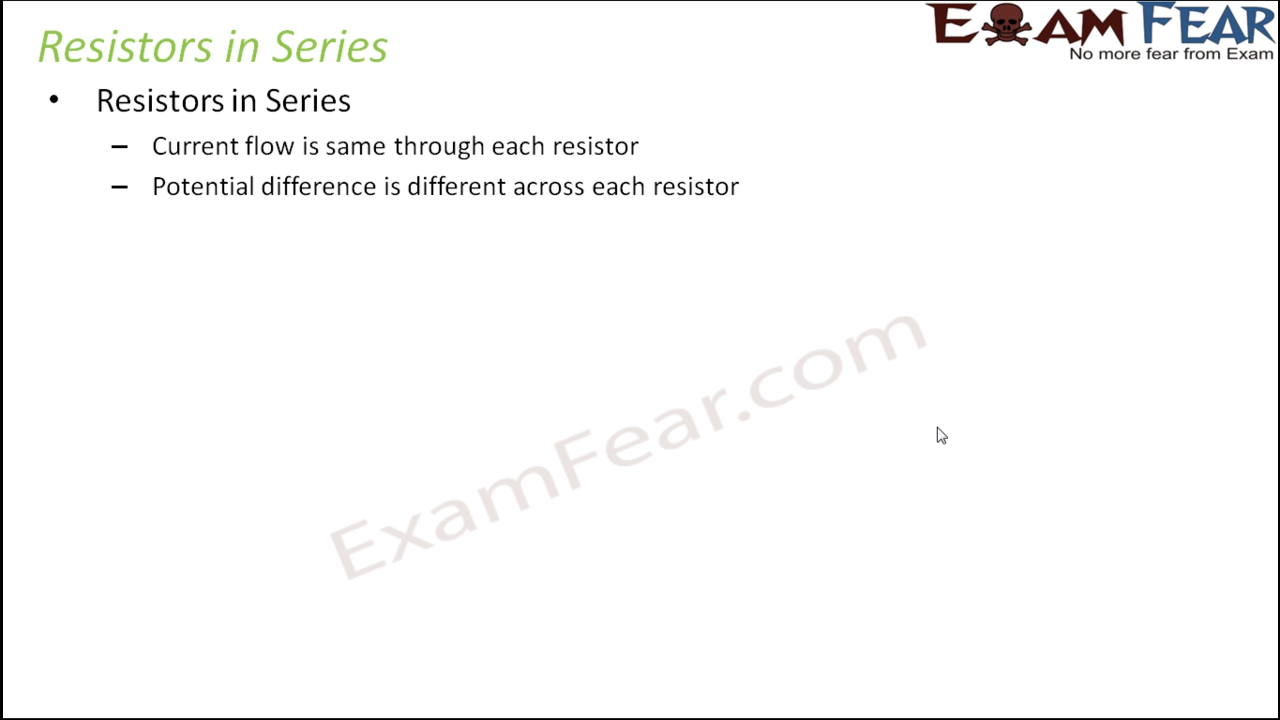 Resistors in Series
EXAM FEAR
No more fear from Exam
• Resistors in Series
– Current flow is same through each resistor
– Potential difference is different across each resistor
ExamFear.com